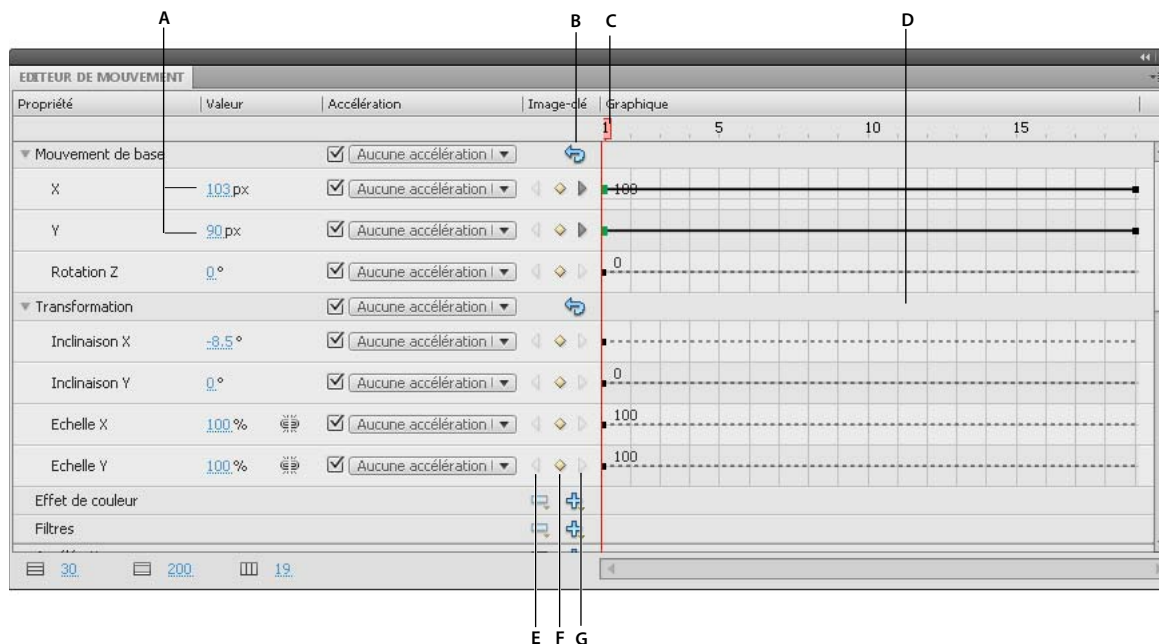 A B C D
EDITEUR DE MOUVEMENT
Propriété Valeur Accélération Image-clé Graphique
1 5 10 15
Mouvement de base Aucune accélération
X 103 px Aucune accélération 100
Y 90 px Aucune accélération
Rotation Z 0° 0
Transformation Aucune accélération
Inclinaison X -8.5° Aucune accélération
Inclinaison Y 0° Aucune accélération 0
Echelle X 100 % Aucune accélération 100
Echelle Y 100 % Aucune accélération 100
Effet de couleur
Filtres
30 200 19
E F G